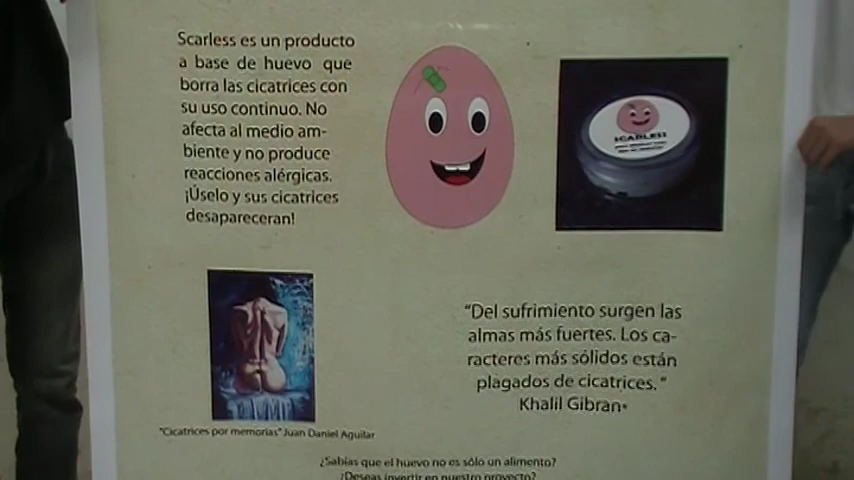 Scarless es un producto
a base de huevo que
borra las cicatrices con
su uso continuo. No
afecta al medio am-
biente y no produce
reacciones alérgicas.
¡Úselo y sus cicatrices
desapareceran!
SCARLESS
"Del sufrimiento surgen las
almas más fuertes. Los ca-
racteres más sólidos están
plagados de cicatrices."
Khalil Gibran
"Cicatrices por memorias" Juan Daniel Aguilar
¿Sabías que el huevo no es sólo un alimento?
¿Deseas invertir en nuestro proyecto?